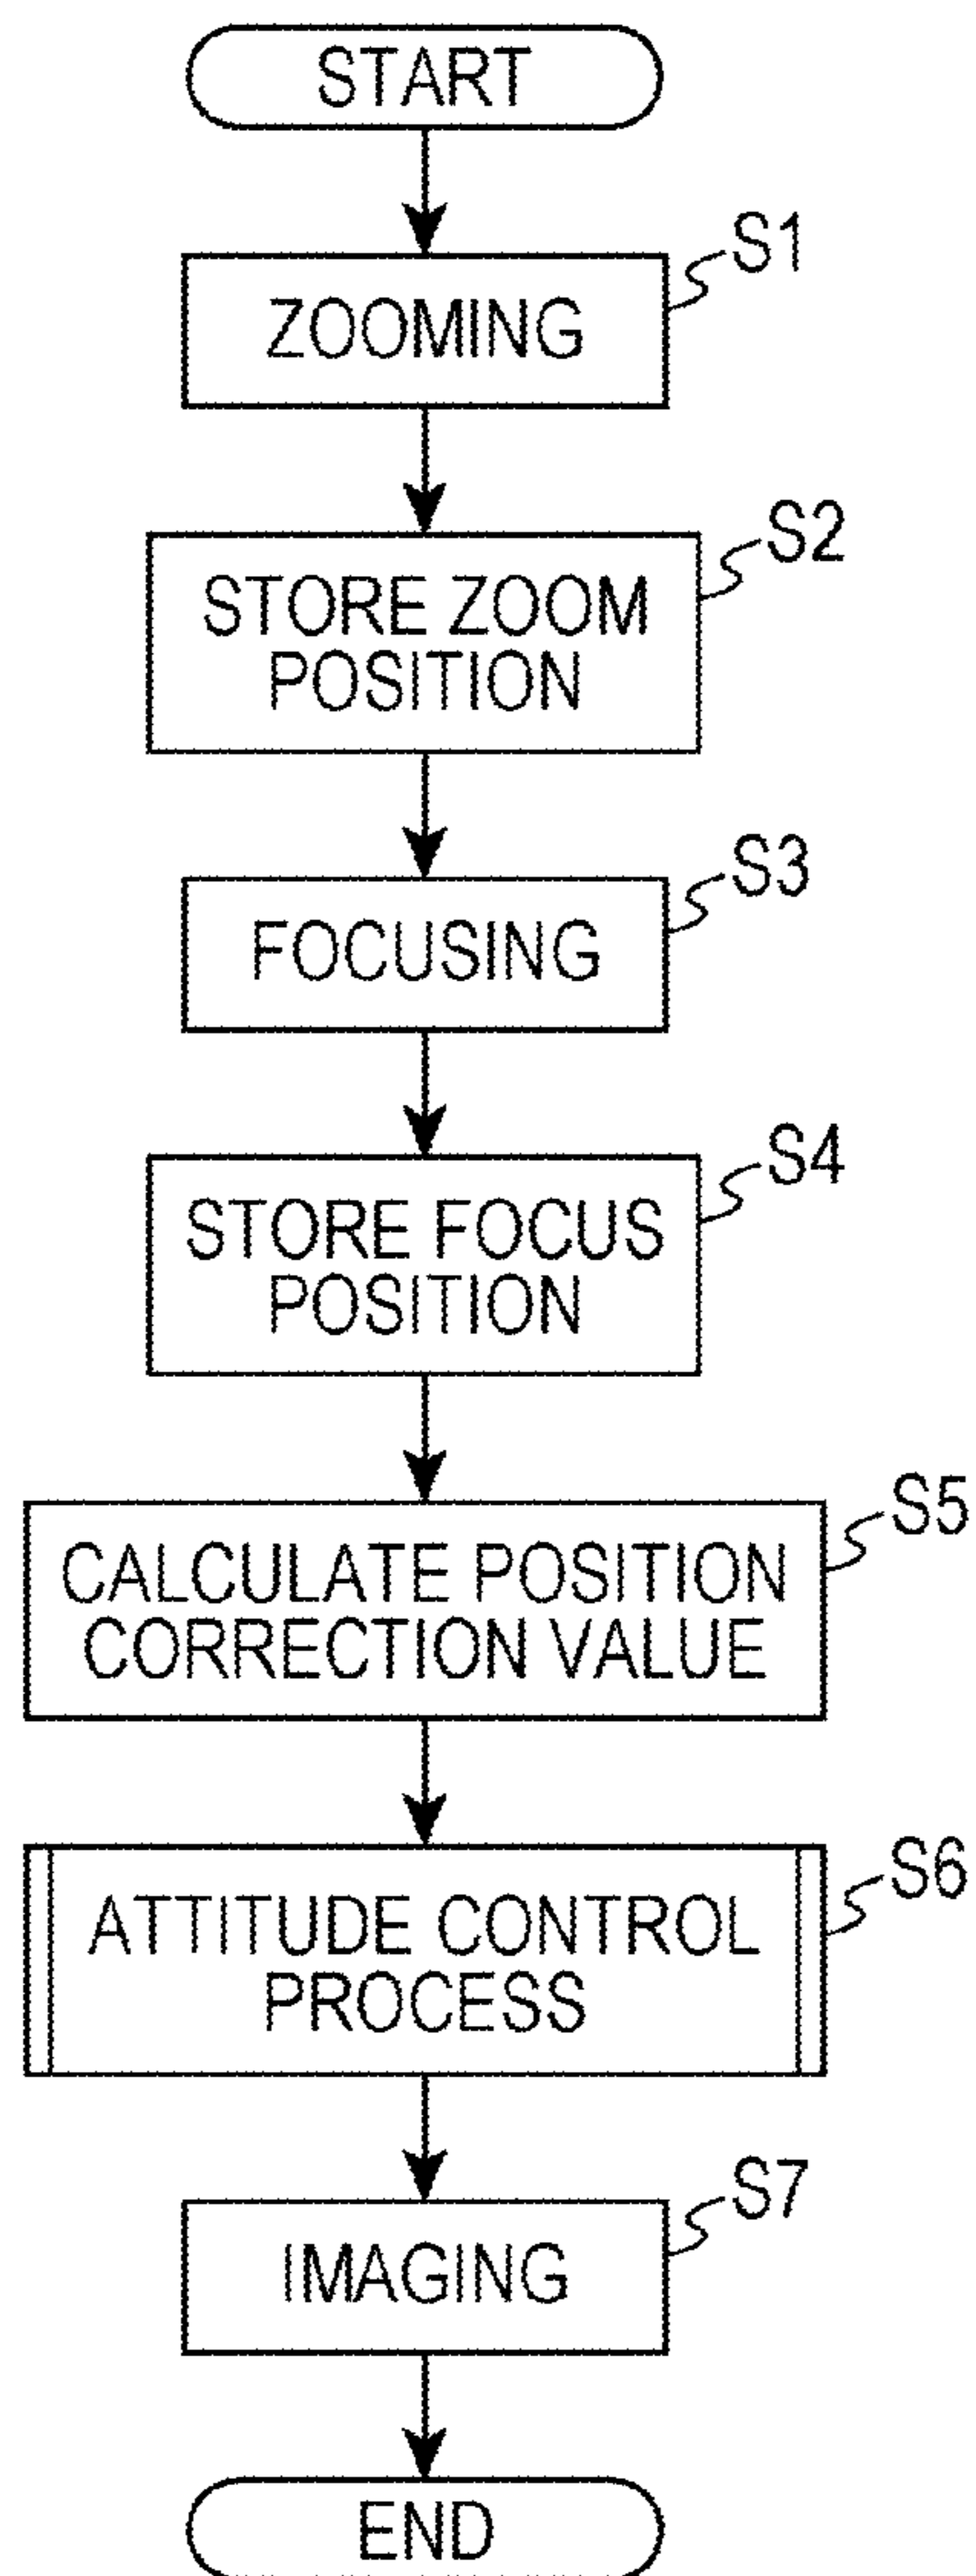 START
S1
ZOOMING
S2
STORE ZOOM
POSITION
S3
FOCUSING
S4
STORE FOCUS
POSITION
S5
CALCULATE POSITION
CORRECTION VALUE
S6
ATTITUDE CONTROL
PROCESS
S7
IMAGING
END